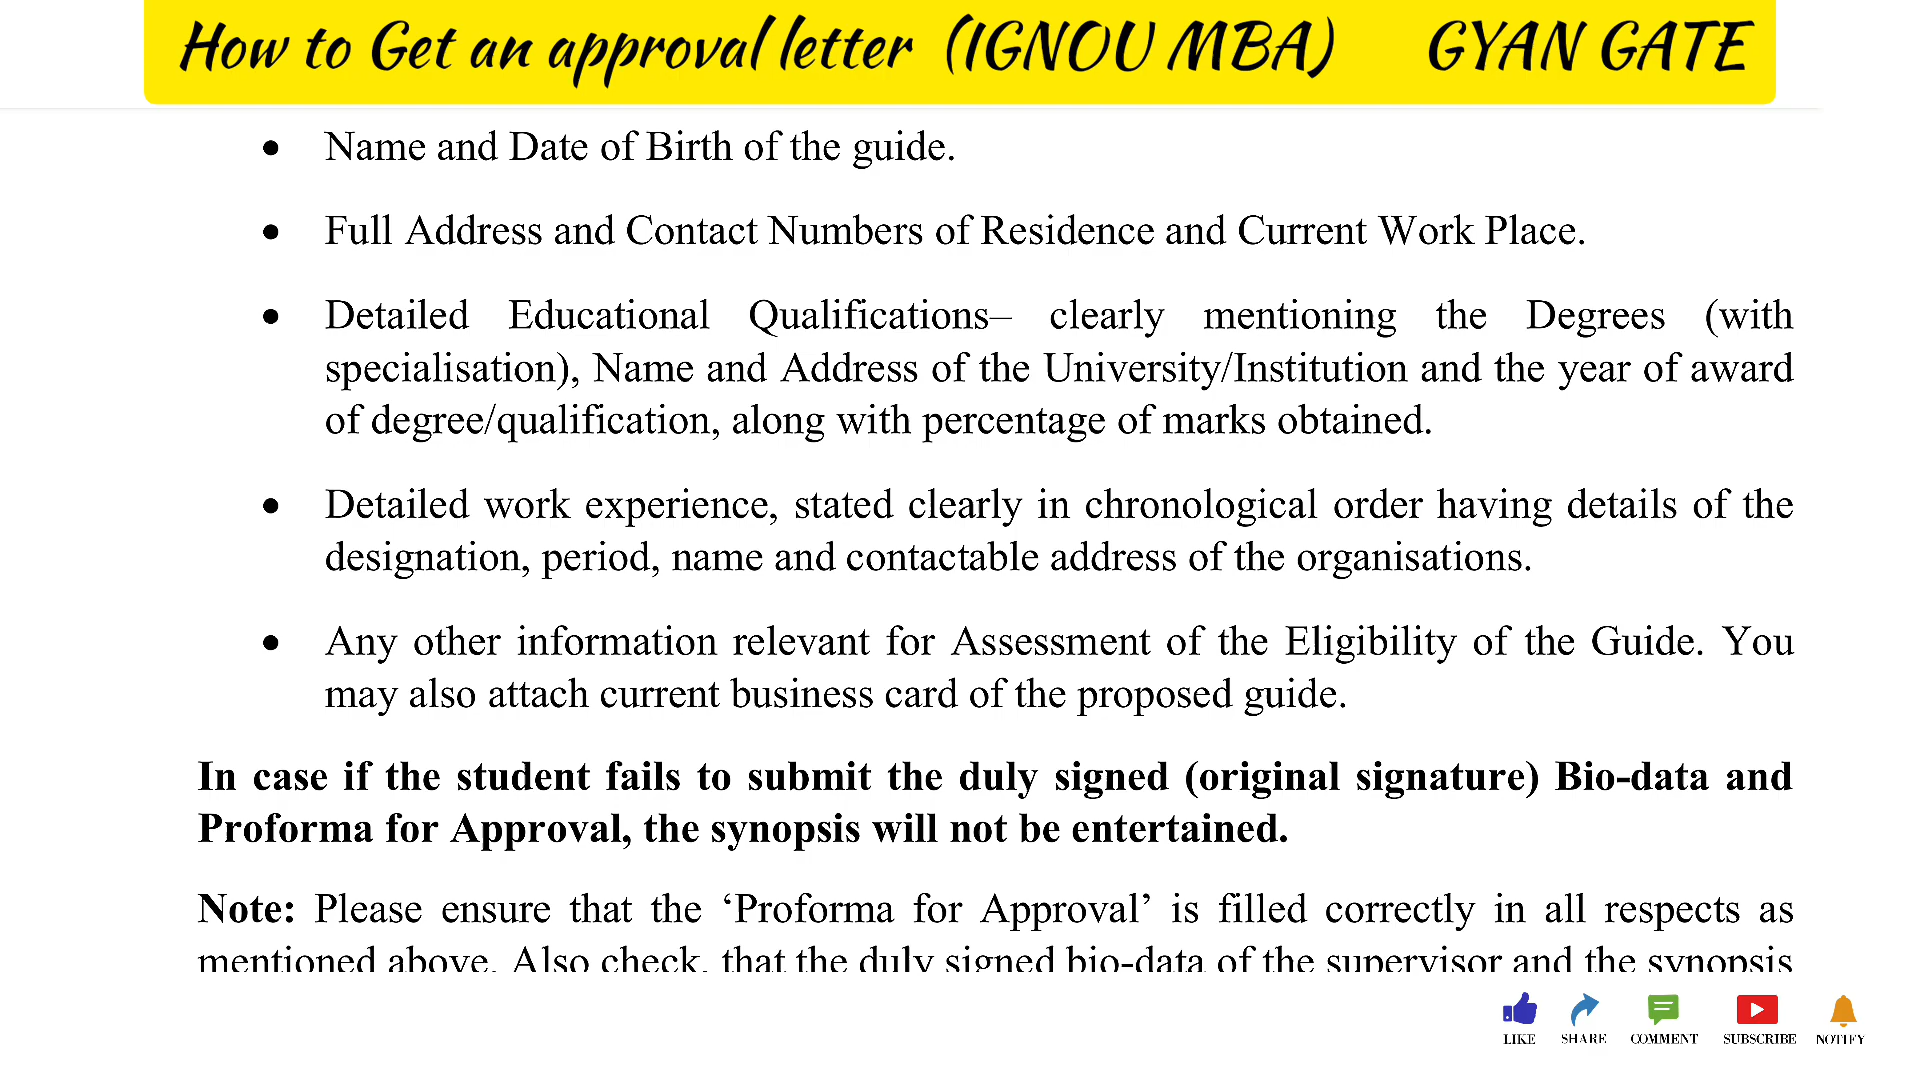 How to Get an approval letter (IGNOU MBA) GYAN GATE
• Name and Date of Birth of the guide.
• Full Address and Contact Numbers of Residence and Current Work Place.
• Detailed Educational Qualifications– clearly mentioning the Degrees (with
specialisation), Name and Address of the University/Institution and the year of award
of degree/qualification, along with percentage of marks obtained.
• Detailed work experience, stated clearly in chronological order having details of the
designation, period, name and contactable address of the organisations.
• Any other information relevant for Assessment of the Eligibility of the Guide. You
may also attach current business card of the proposed guide.
In case if the student fails to submit the duly signed (original signature) Bio-data and
Proforma for Approval, the synopsis will not be entertained.
Note: Please ensure that the ‘Proforma for Approval’ is filled correctly in all respects as
mentioned above. Also check, that the duly signed bio-data of the supervisor and the synopsis
LIKE SHARE COMMENT SUBSCRIBE NOTIFY